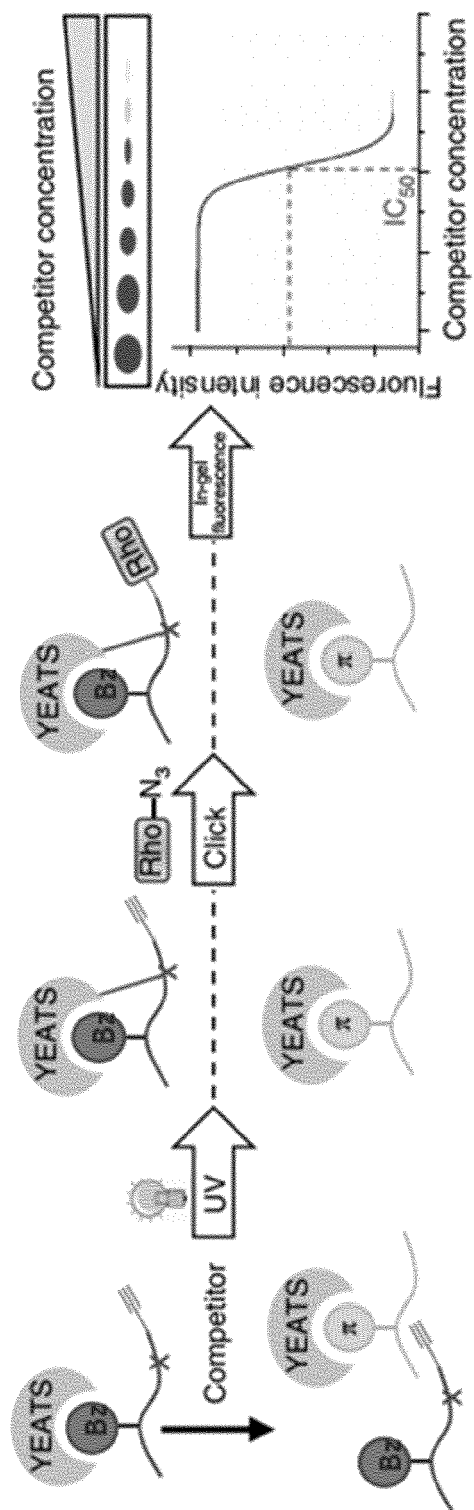 YEATS
Bz
Competitor
YEATS
π
Bz
UV
YEATS
Bz
YEATS
π
Rho
N3
Click
YEATS
Bz
Rho
YEATS
π
In-gel
fluorescence
Competitor concentration
Fluorescence intensity
IC50
Competitor concentration